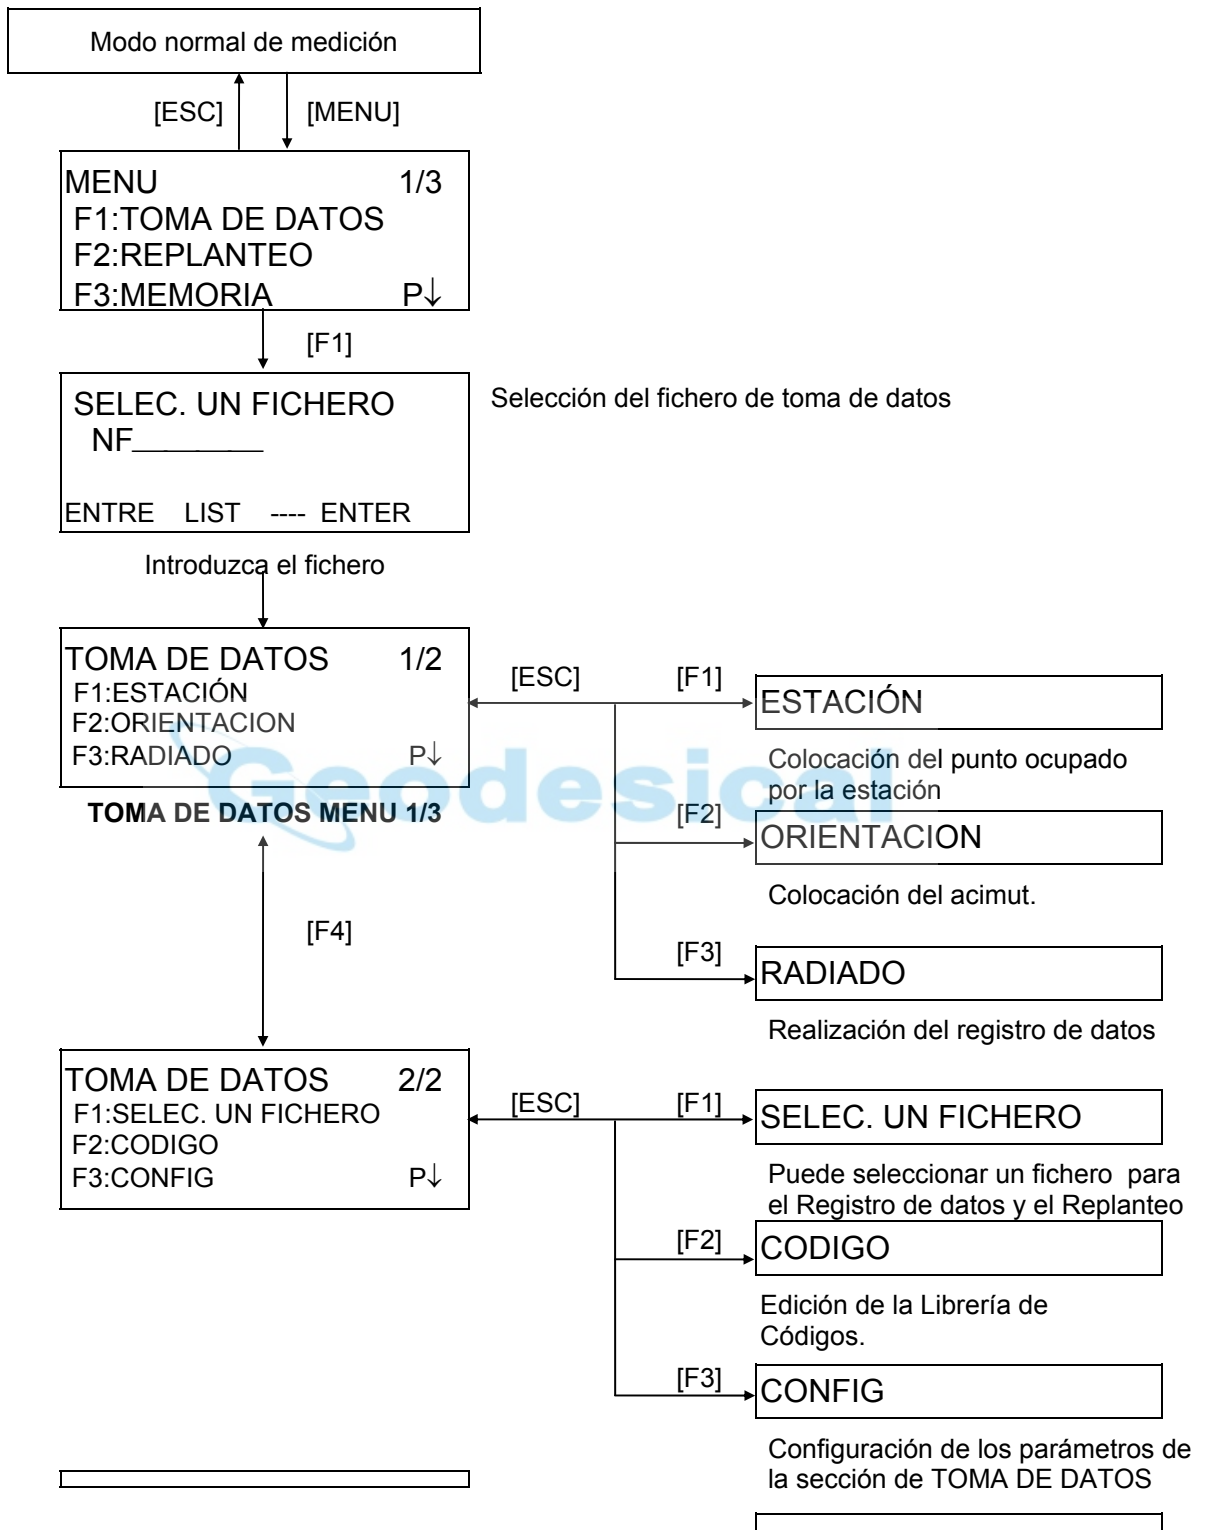 Modo normal de medición
[ESC]
[MENU]
MENU 1/3
F1:TOMA DE DATOS
F2:REPLANTEO
F3:MEMORIA P↓
[F1]
SELEC. UN FICHERO
NF________
ENTRE LIST ---- ENTER
Selección del fichero de toma de datos
Introduzca el fichero
TOMA DE DATOS 1/2
F1:ESTACIÓN
F2:ORIENTACION
F3:RADIADO P↓
TOMA DE DATOS MENU 1/3
[ESC]
[F1]
ESTACIÓN
Colocación del punto ocupado
por la estación
[F2]
ORIENTACION
Colocación del acimut.
[F3]
RADIADO
Realización del registro de datos
Geodesical
[F4]
TOMA DE DATOS 2/2
F1:SELEC. UN FICHERO
F2:CODIGO
F3:CONFIG P↓
[ESC]
[F1]
SELEC. UN FICHERO
Puede seleccionar un fichero para
el Registro de datos y el Replanteo
[F2]
CODIGO
Edición de la Librería de
Códigos.
[F3]
CONFIG
Configuración de los parámetros de
la sección de TOMA DE DATOS